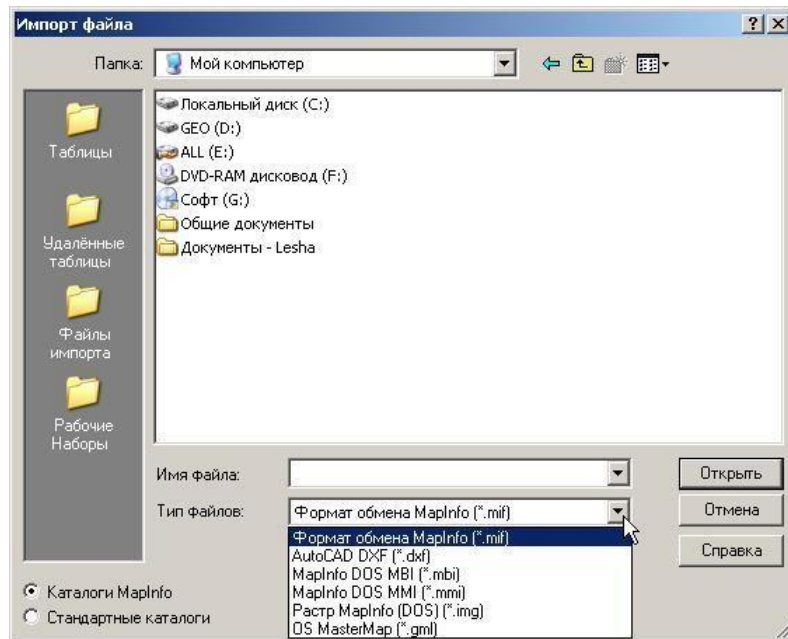 Импорт файла
Папка:
Мой компьютер
Таблицы
Удалённые
таблицы
Файлы
импорта
Рабочие
Наборы
Локальный диск (C:)
GEO (D:)
ALL (E:)
DVD-RAM дисковод (F:)
Софт (G:)
Общие документы
Документы - Lesha
Имя файла:
Открыть
Тип файлов:
Формат обмена MapInfo (*.mif)
Отмена
Формат обмена MapInfo (*.mif)
AutoCAD DXF (*.dxf)
MapInfo DOS MBI (*.mbi)
MapInfo DOS MMI (*.mmi)
Растр MapInfo (DOS) (*.img)
OS MasterMap (*.gml)
Справка
Каталоги MapInfo
Стандартные каталоги